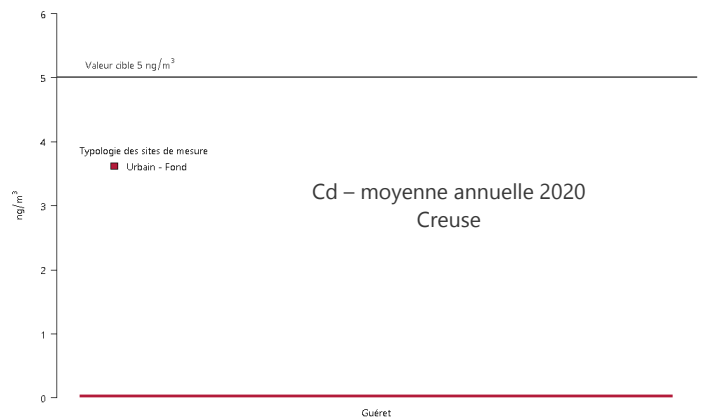 6
Valeur cible 5 ng/m³
5
4
Typologie des sites de mesure
Urbain - Fond
Cd – moyenne annuelle 2020
Creuse
ng/m³
3
2
1
0
Guéret